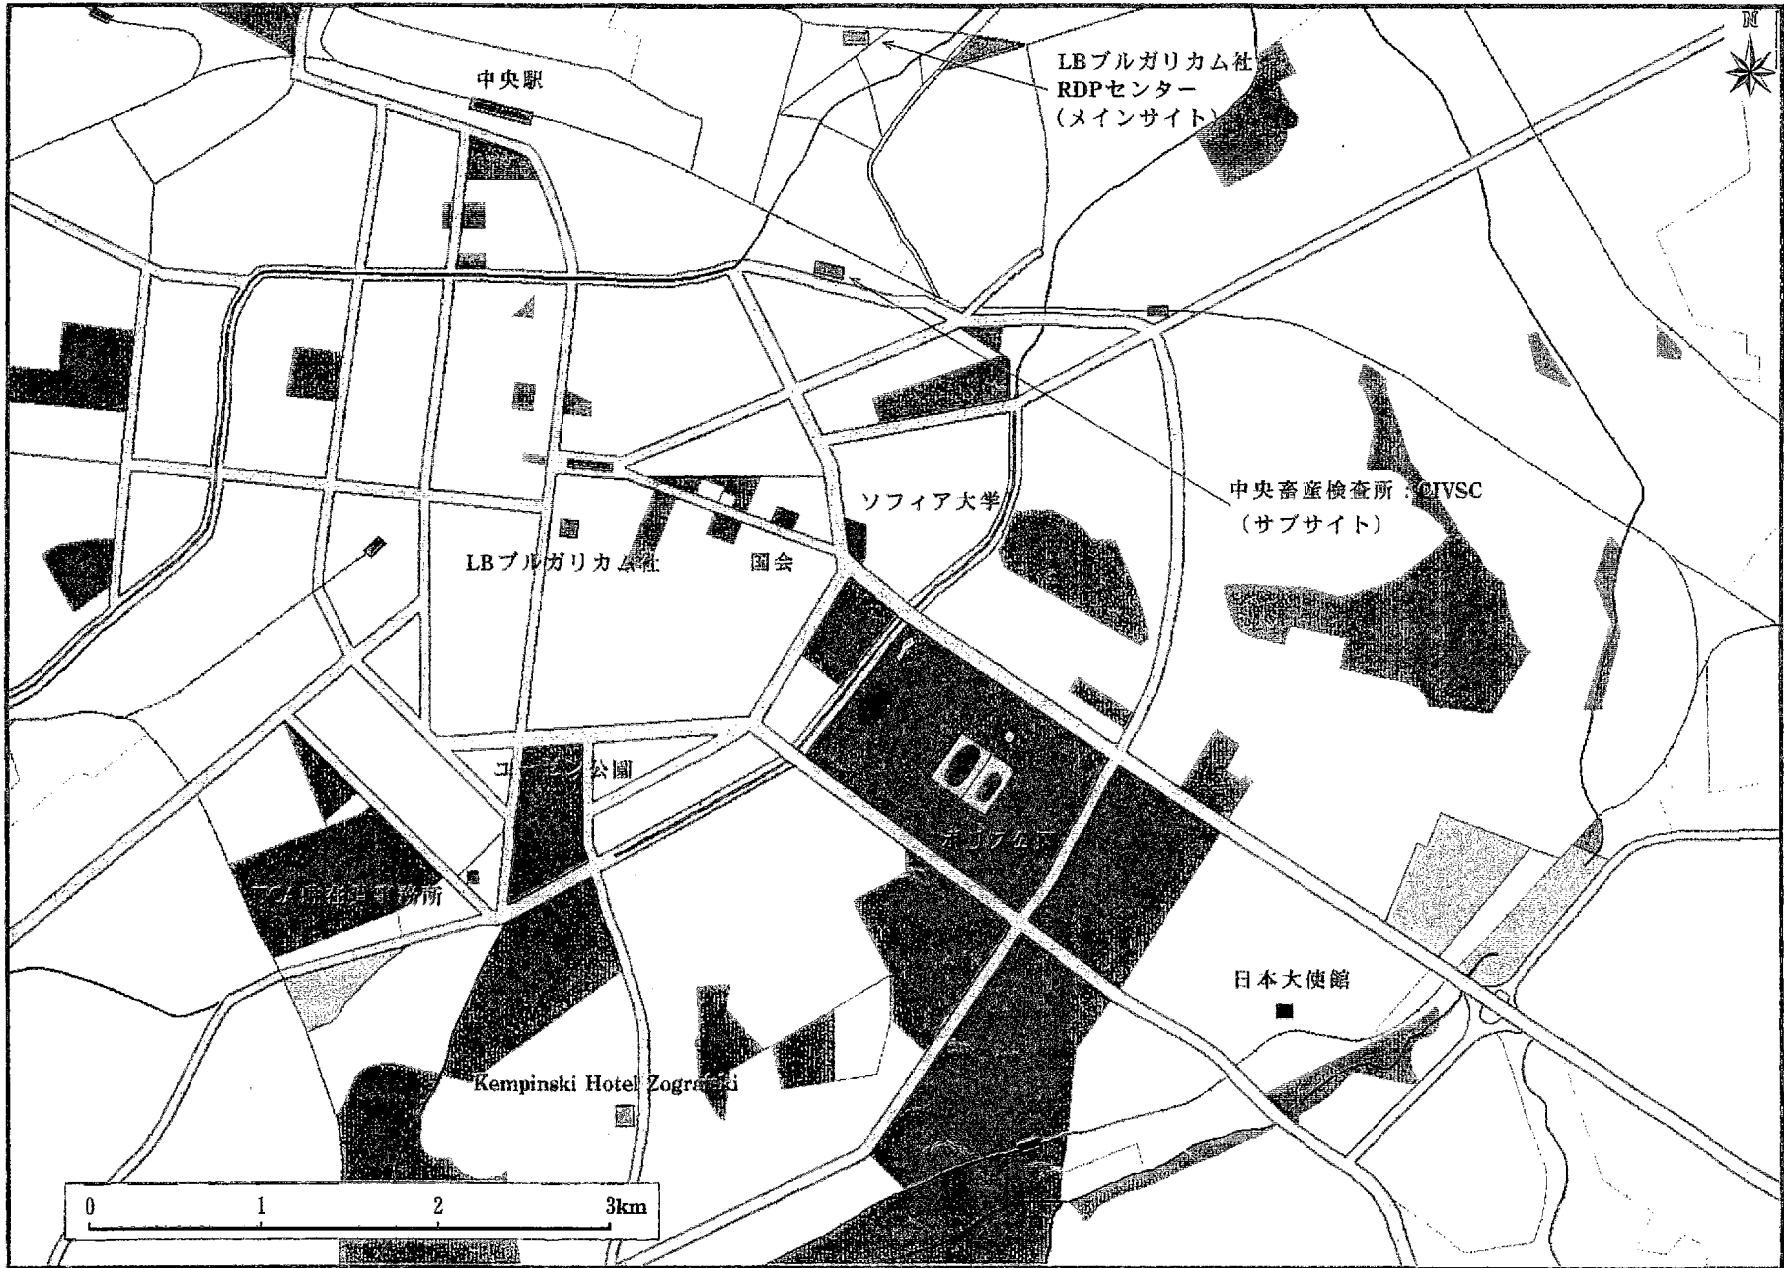 N
中央駅
LBブルガリカム社
RDPセンター
(メインサイト)
ソフィア大学
中央畜産検査所:CIVSC
(サブサイト)
LBブルガリカム社
国会
公園
日本大使館
Kempinski Hotel Zografski
0 1 2 3km